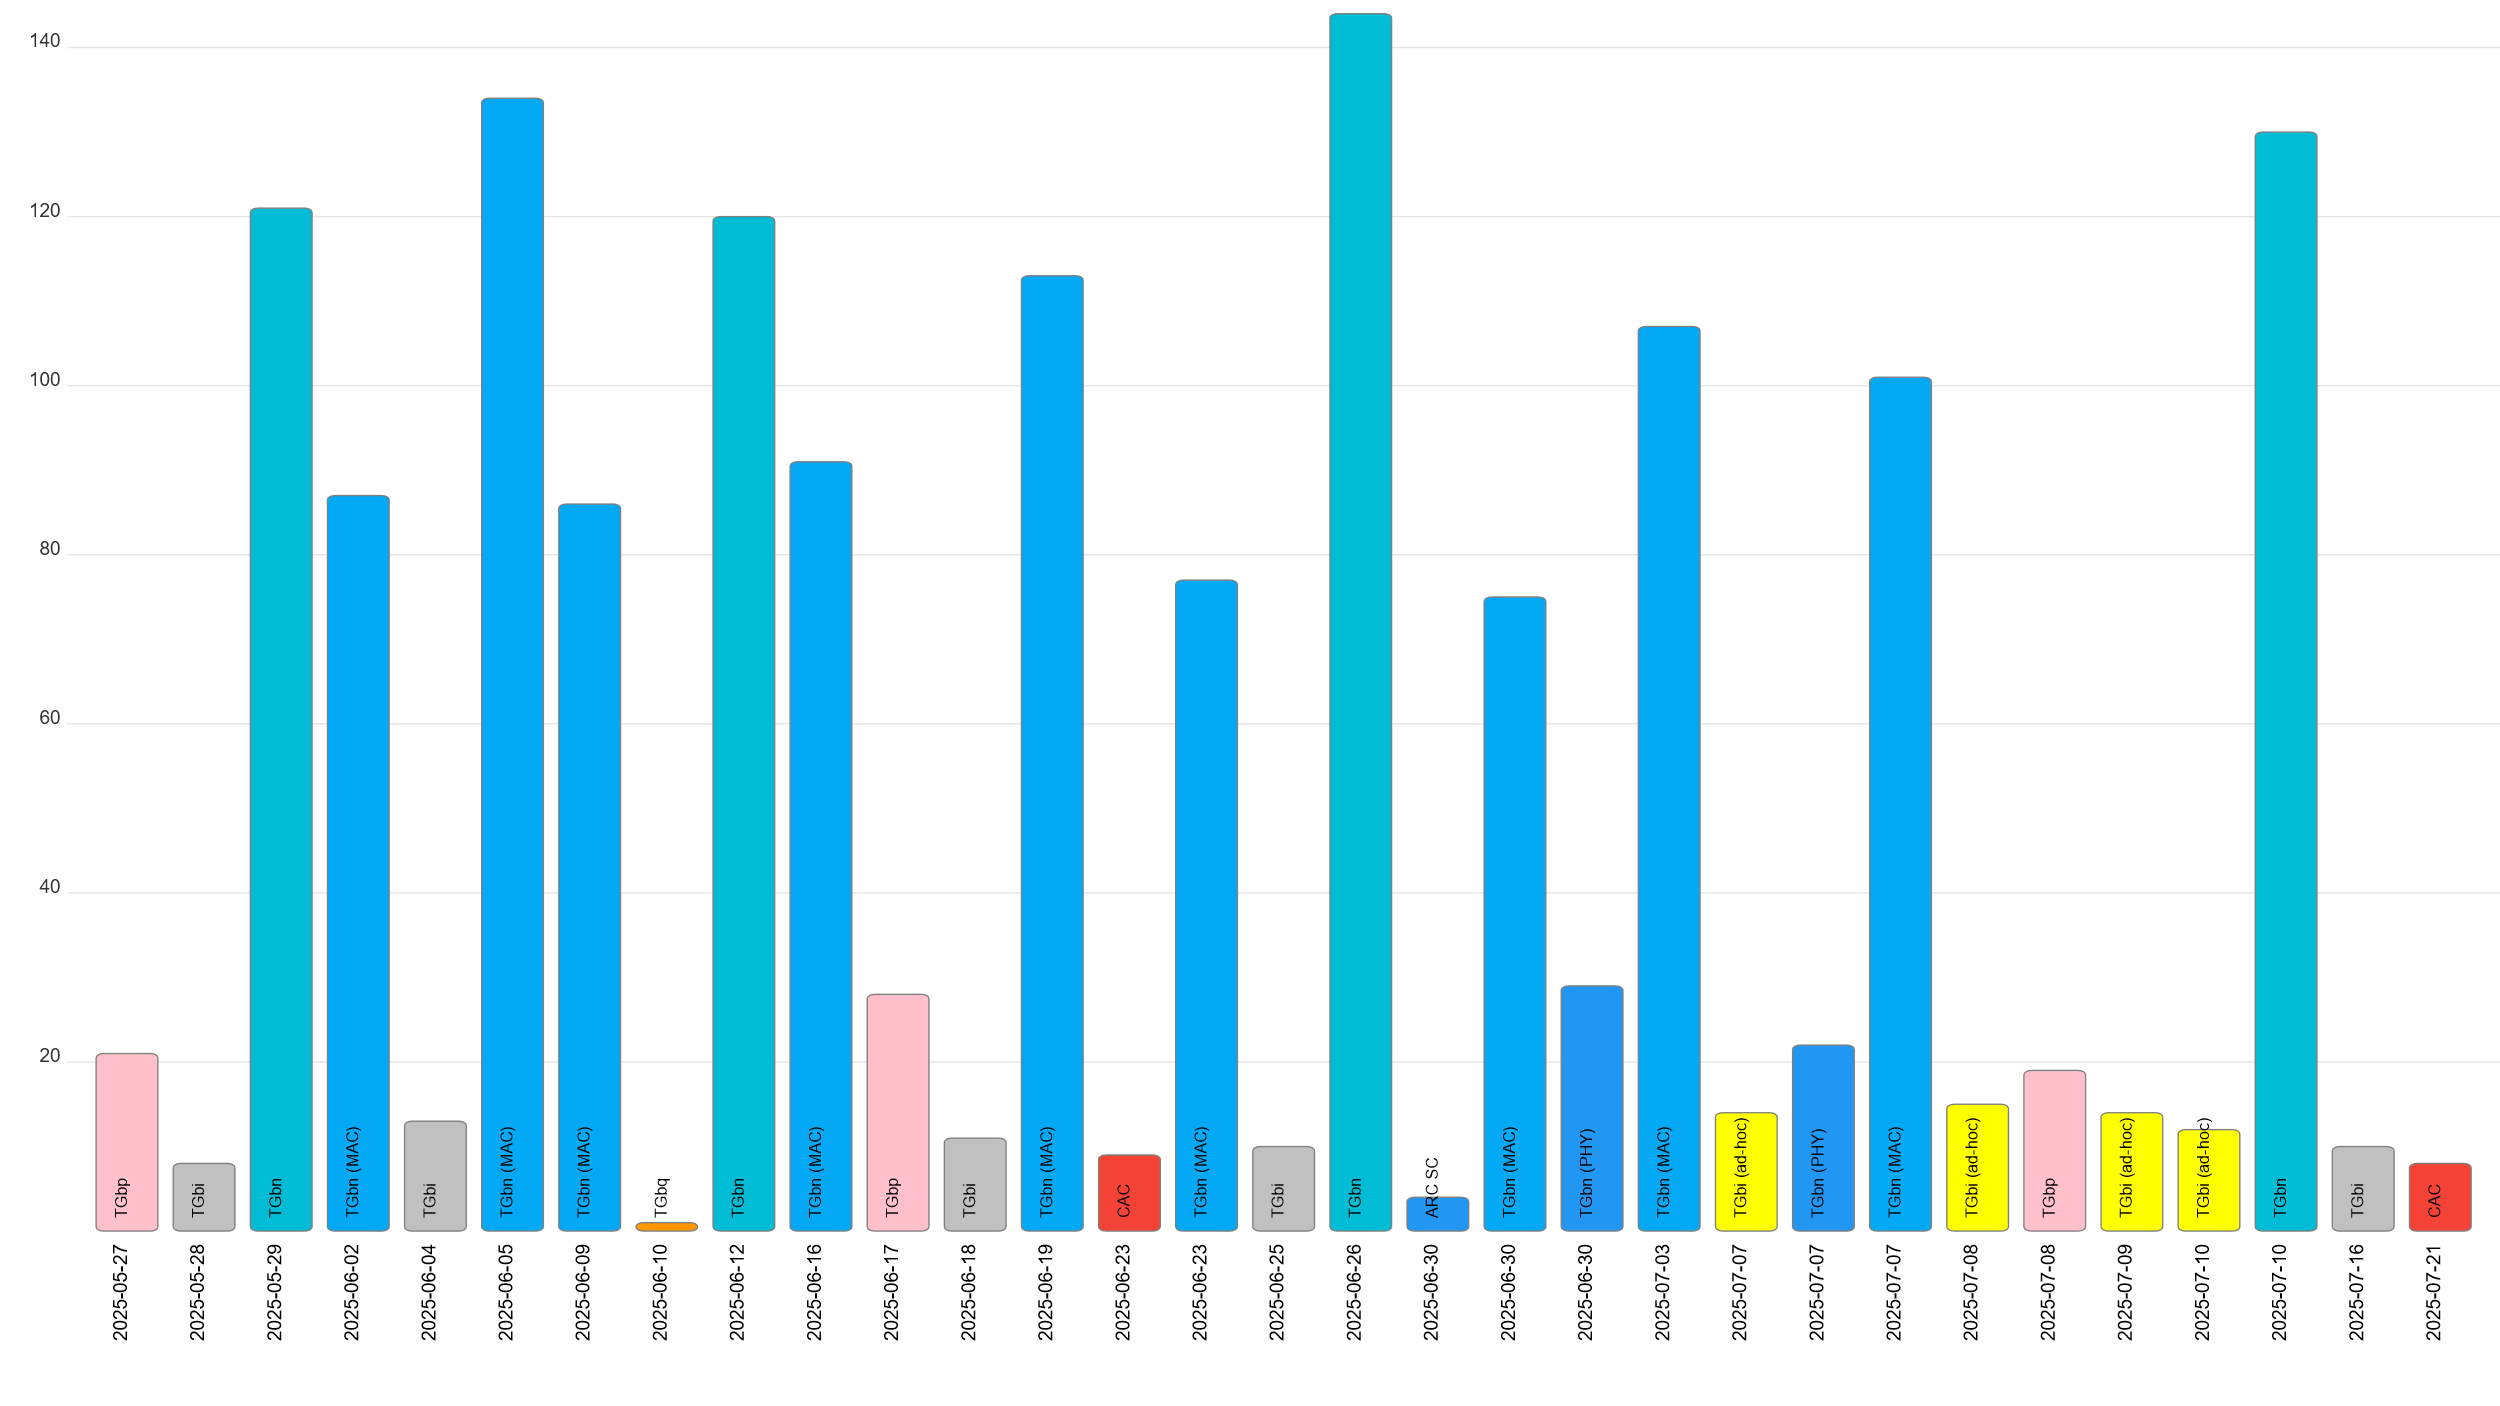 140
120
100
80
60
40
20
TGbp
TGbi
TGbn
TGbn (MAC)
TGbi
TGbn (MAC)
TGbn (MAC)
TGbq
TGbn
TGbn (MAC)
TGbp
TGbi
TGbn (MAC)
CAC
TGbn (MAC)
TGbi
TGbn
ARC SC
TGbn (MAC)
TGbn (PHY)
TGbn (MAC)
TGbi (ad-hoc)
TGbn (PHY)
TGbn (MAC)
TGbi (ad-hoc)
TGbp
TGbi (ad-hoc)
TGbi (ad-hoc)
TGbn
TGbi
CAC
2025-05-27
2025-05-28
2025-05-29
2025-06-02
2025-06-04
2025-06-05
2025-06-09
2025-06-10
2025-06-12
2025-06-16
2025-06-17
2025-06-18
2025-06-19
2025-06-23
2025-06-23
2025-06-25
2025-06-26
2025-06-30
2025-06-30
2025-06-30
2025-07-03
2025-07-07
2025-07-07
2025-07-07
2025-07-08
2025-07-08
2025-07-09
2025-07-10
2025-07-10
2025-07-16
2025-07-21